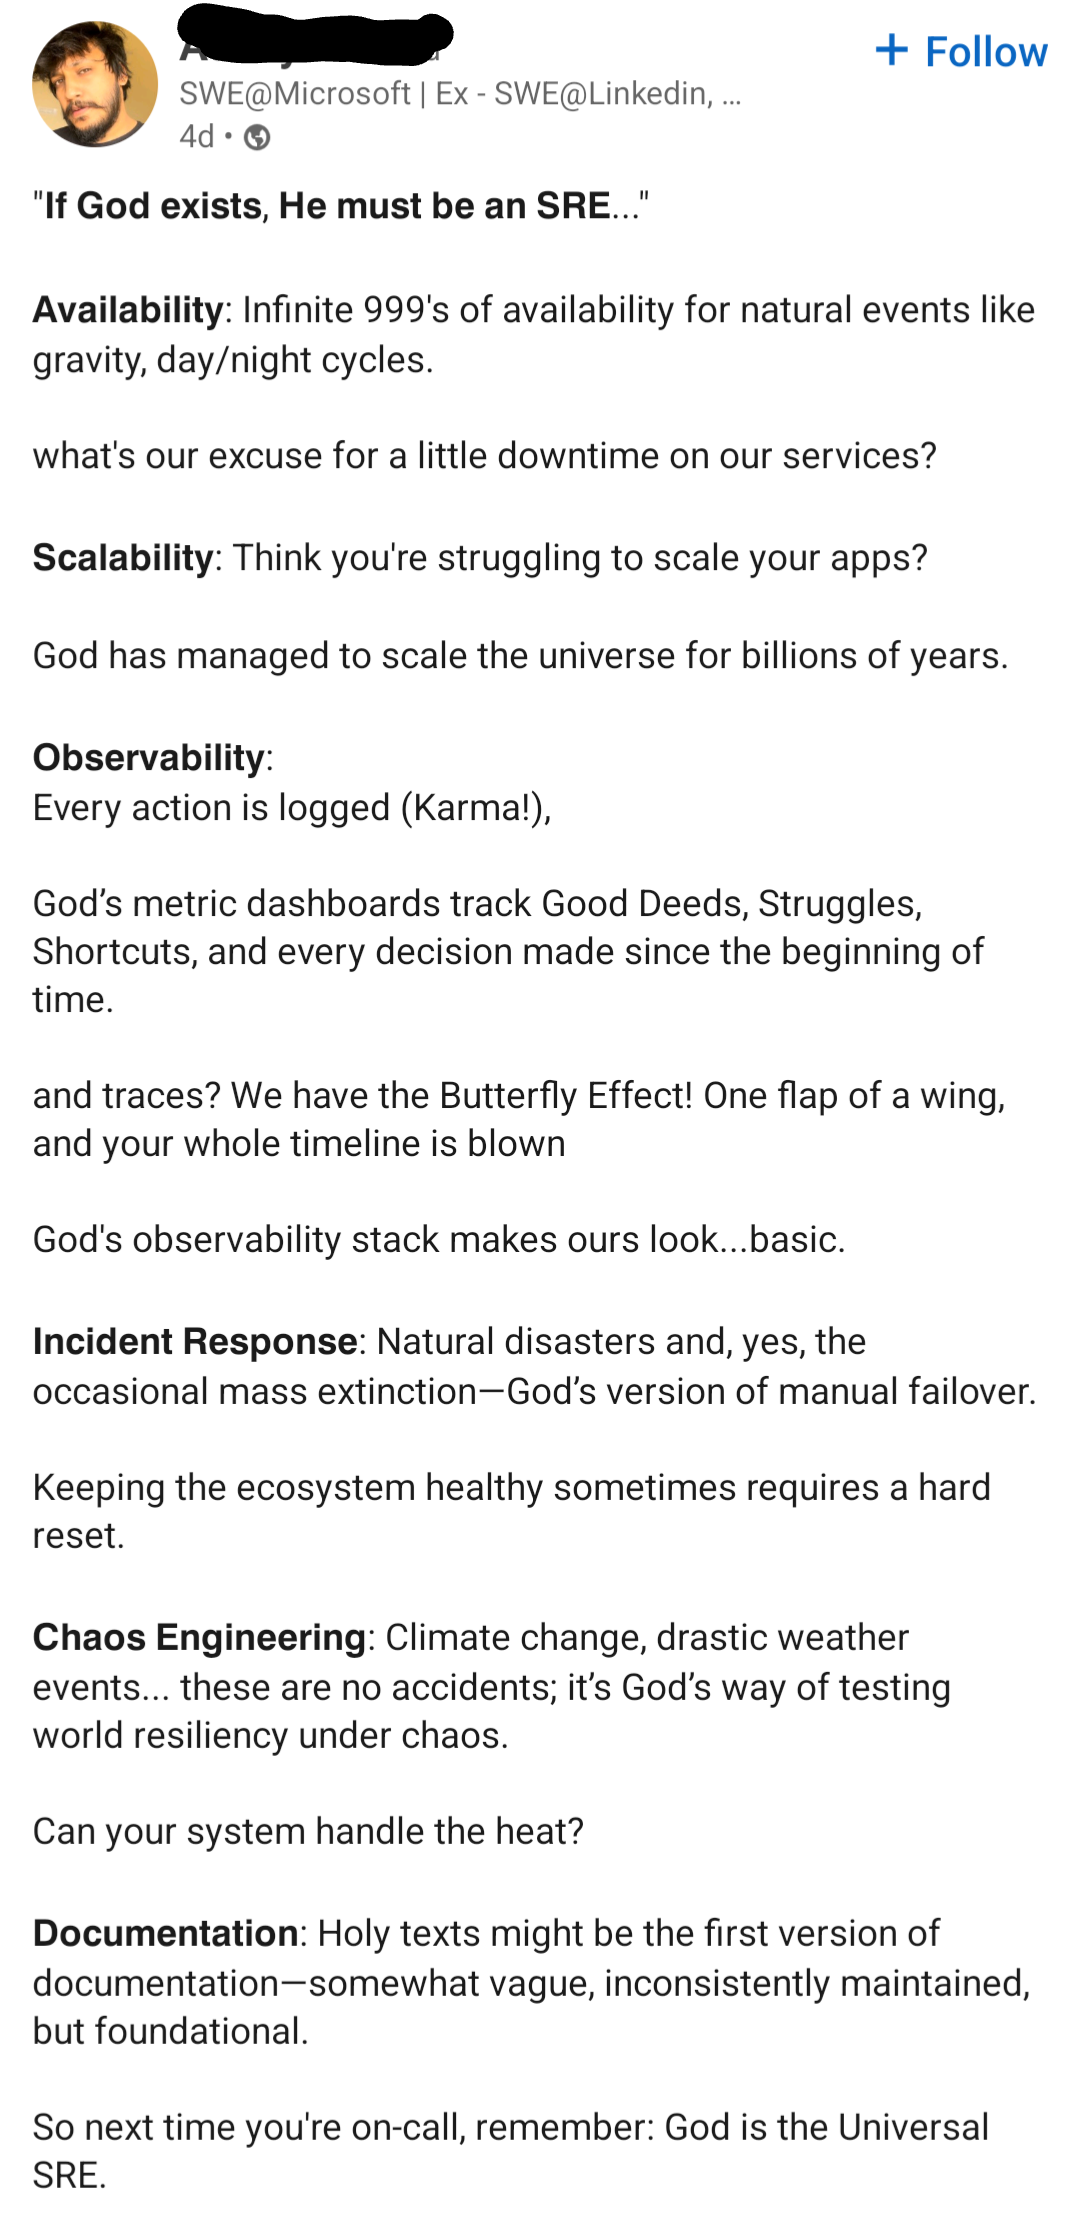 + Follow
SWE@Microsoft | Ex - SWE@Linkedin, ...
4d •
"If God exists, He must be an SRE..."
Availability: Infinite 999's of availability for natural events like
gravity, day/night cycles.
what's our excuse for a little downtime on our services?
Scalability: Think you're struggling to scale your apps?
God has managed to scale the universe for billions of years.
Observability:
Every action is logged (Karma!),
God’s metric dashboards track Good Deeds, Struggles,
Shortcuts, and every decision made since the beginning of
time.
and traces? We have the Butterfly Effect! One flap of a wing,
and your whole timeline is blown
God's observability stack makes ours look...basic.
Incident Response: Natural disasters and, yes, the
occasional mass extinction—God’s version of manual failover.
Keeping the ecosystem healthy sometimes requires a hard
reset.
Chaos Engineering: Climate change, drastic weather
events... these are no accidents; it’s God’s way of testing
world resiliency under chaos.
Can your system handle the heat?
Documentation: Holy texts might be the first version of
documentation—somewhat vague, inconsistently maintained,
but foundational.
So next time you're on-call, remember: God is the Universal
SRE.